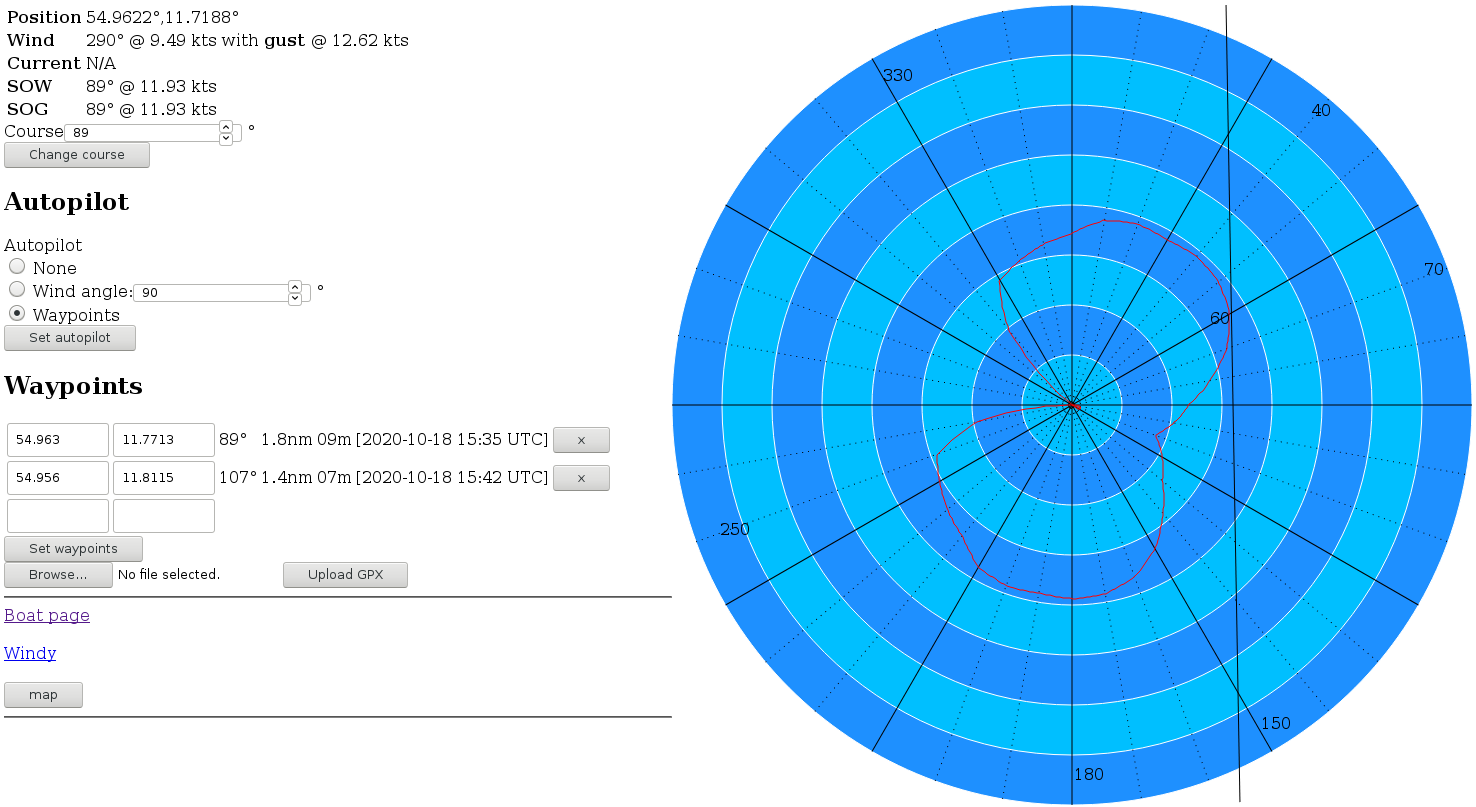 Position 54.9622°,11.7188°
Wind 290° @ 9.49 kts with gust @ 12.62 kts
Current N/A
SOW 89° @ 11.93 kts
SOG 89° @ 11.93 kts
Course 89 °
Change course
Autopilot
Autopilot
None
Wind angle: 90 °
Waypoints
Set autopilot
Waypoints
54.963 11.7713 89° 1.8nm 09m [2020-10-18 15:35 UTC] x
54.956 11.8115 107° 1.4nm 07m [2020-10-18 15:42 UTC] x
Set waypoints
Browse... No file selected. Upload GPX
Boat page
Windy
map
330
40
70
60
250
150
180